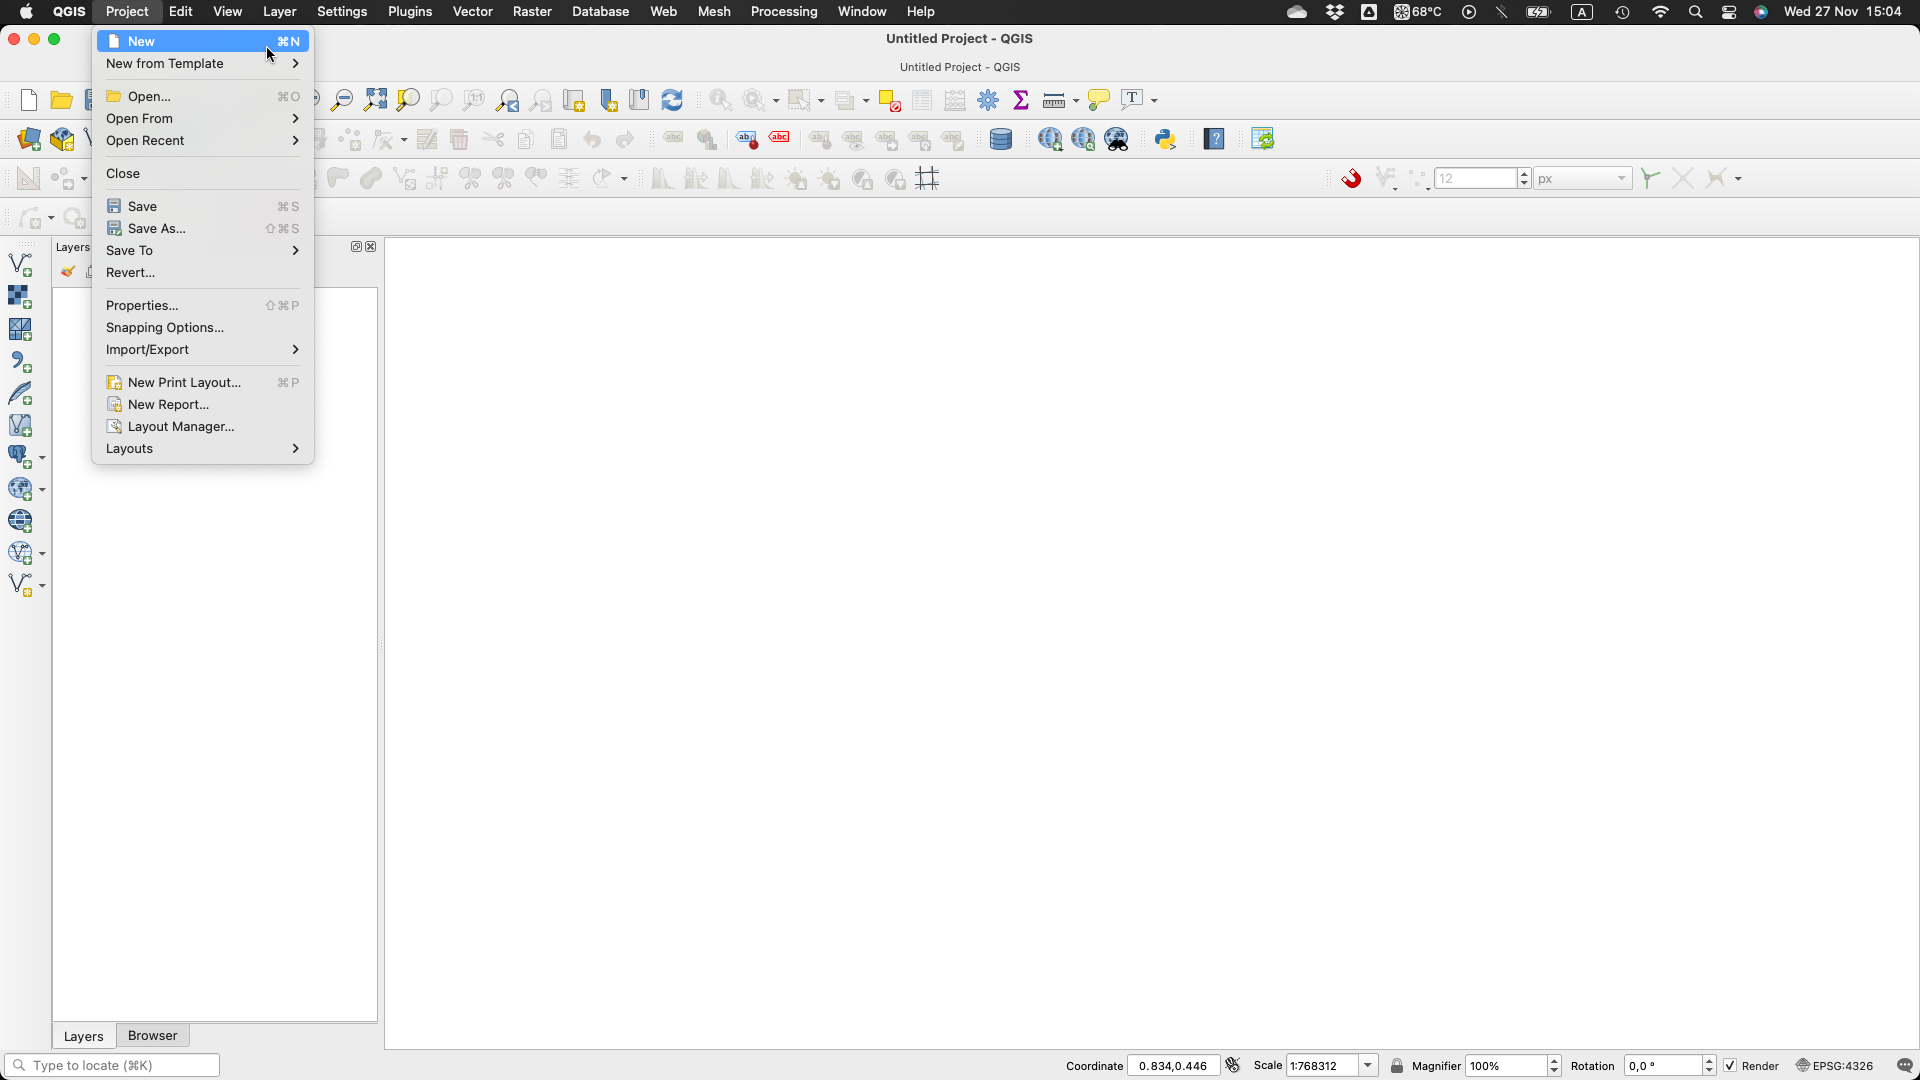 QGIS Project Edit View Layer Settings Plugins Vector Raster Database Web Mesh Processing Window Help 68°C A Wed 27 Nov 15:04
Untitled Project - QGIS
Untitled Project - QGIS
New ⌘N
New from Template
Open... ⌘O
Open From
Open Recent
Close
Save ⌘S
Save As... ⇧⌘S
Save To
Revert...
Properties... ⇧⌘P
Snapping Options...
Import/Export
New Print Layout... ⌘P
New Report...
Layout Manager...
Layouts
12 px
Layers
Layers Browser
Type to locate (⌘K)
Coordinate 0.834,0.446 Scale 1:768312 Magnifier 100% Rotation 0,0 ° Render EPSG:4326